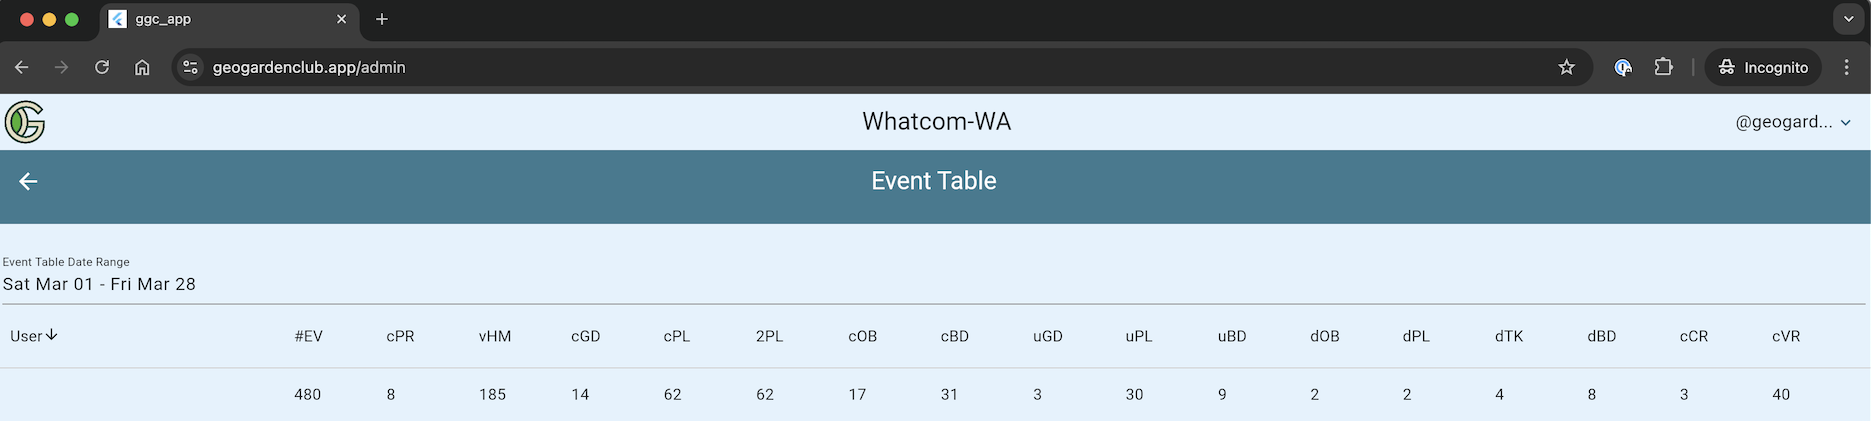 ggc_app
geogardenclub.app/admin
Incognito
Whatcom-WA
@geogard...
Event Table
Event Table Date Range
Sat Mar 01 - Fri Mar 28
User #EV cPR vHM cGD cPL 2PL cOB cBD uGD uPL uBD dOB dPL dTK dBD cCR cVR
480 8 185 14 62 62 17 31 3 30 9 2 2 4 8 3 40